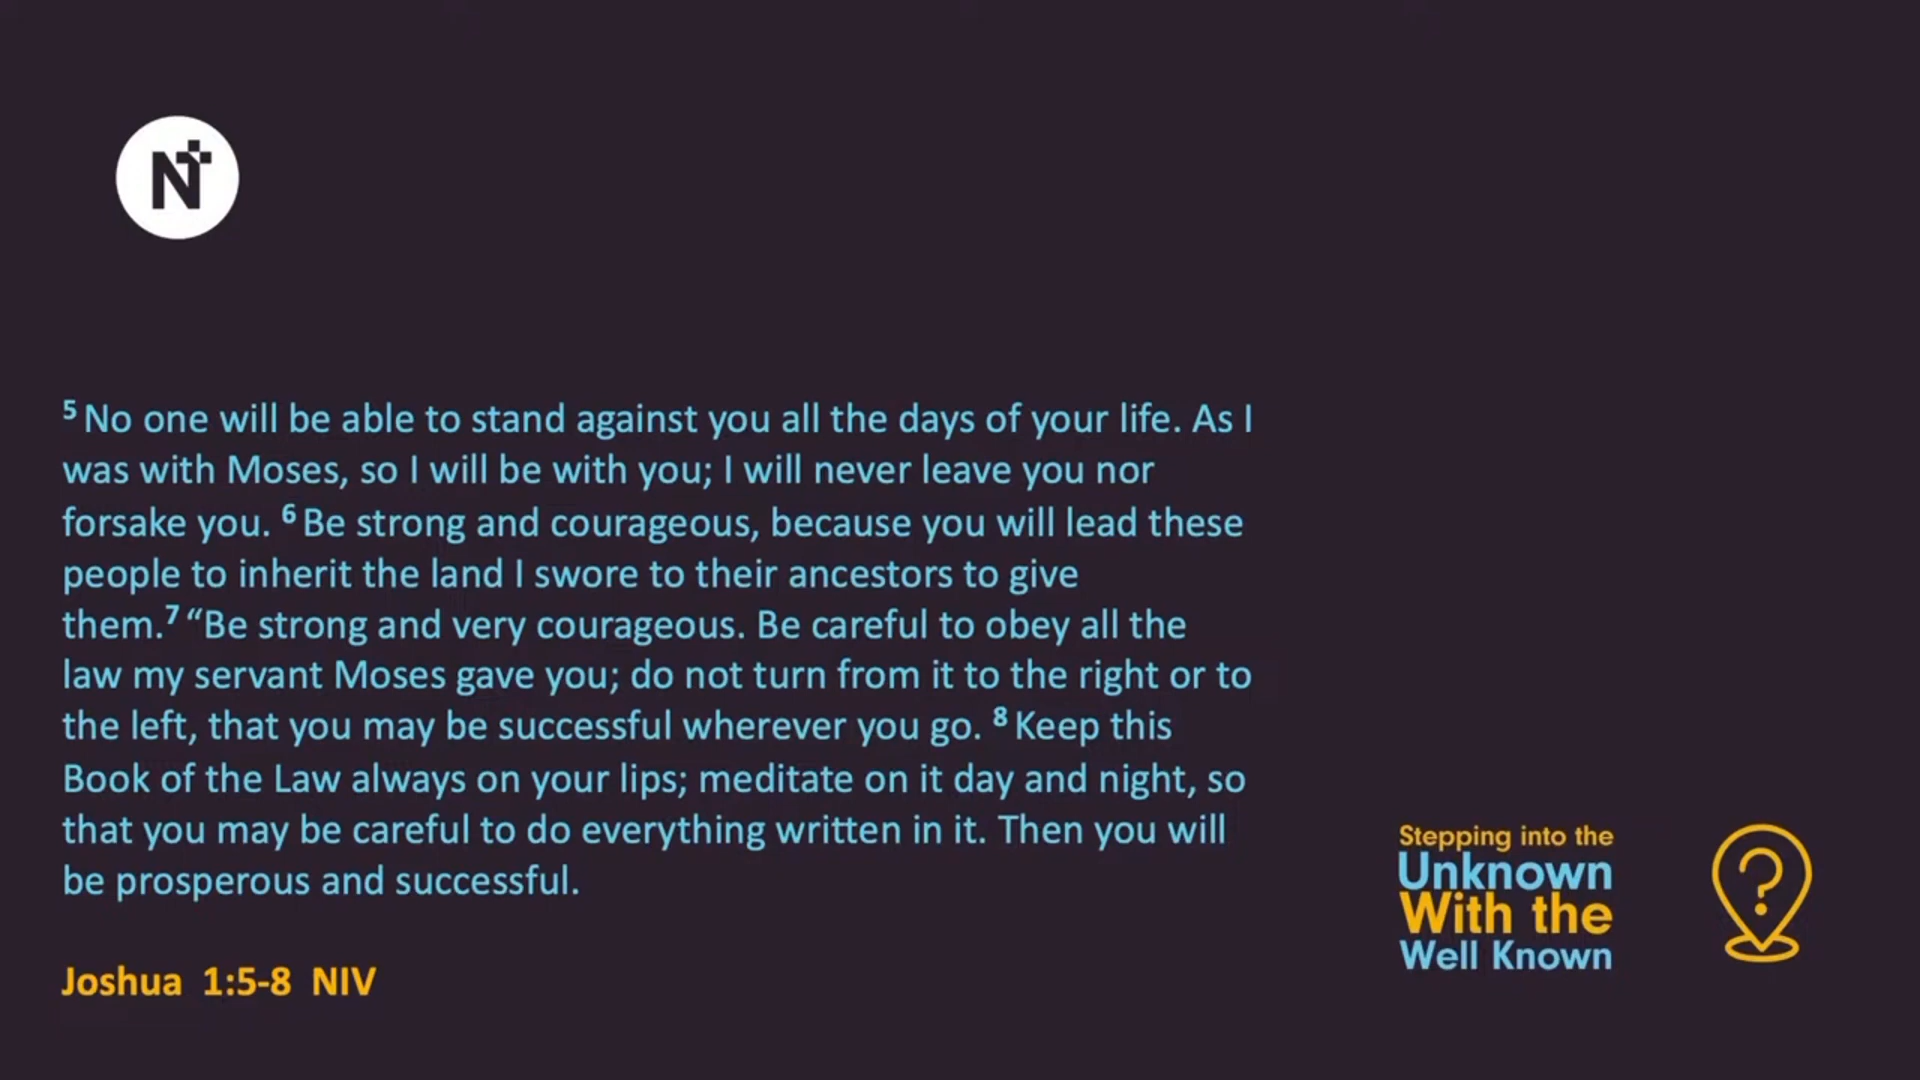 N
⁵ No one will be able to stand against you all the days of your life. As I
was with Moses, so I will be with you; I will never leave you nor
forsake you. ⁶ Be strong and courageous, because you will lead these
people to inherit the land I swore to their ancestors to give
them.⁷ “Be strong and very courageous. Be careful to obey all the
law my servant Moses gave you; do not turn from it to the right or to
the left, that you may be successful wherever you go. ⁸ Keep this
Book of the Law always on your lips; meditate on it day and night, so
that you may be careful to do everything written in it. Then you will
be prosperous and successful.
Joshua 1:5-8 NIV
Stepping into the
Unknown
With the
Well Known
?